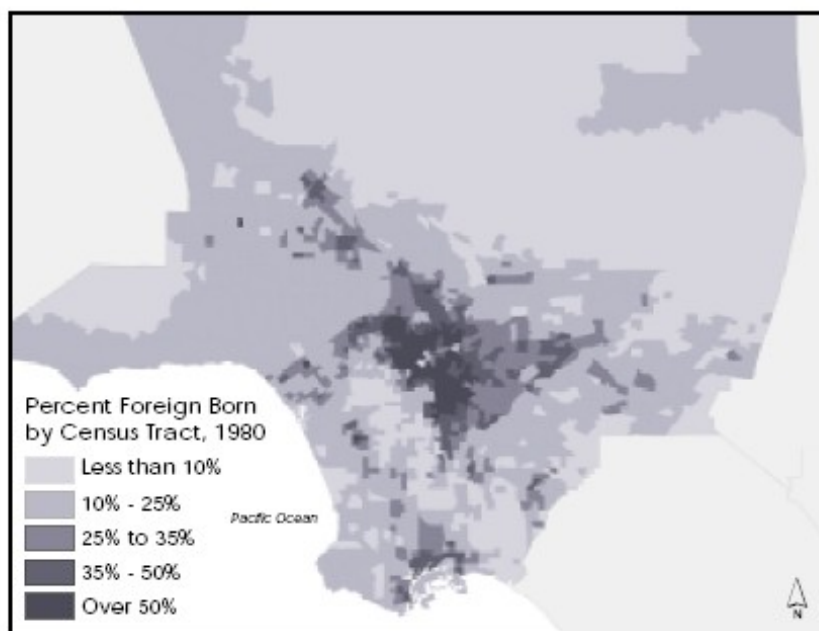 Percent Foreign Born
by Census Tract, 1980
Less than 10%
10% - 25%
25% to 35%
35% - 50%
Over 50%
Pacific Ocean
N